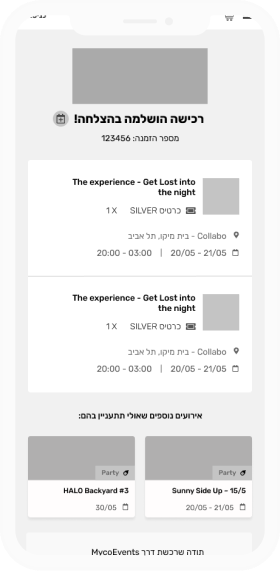 רכישה הושלמה בהצלחה!
מספר הזמנה: 123456
The experience - Get Lost into
the night
כרטיס SILVER 1 X
Collabo - בית מיקו, תל אביב
20/05 - 21/05 | 20:00 - 03:00
The experience - Get Lost into
the night
כרטיס SILVER 1 X
Collabo - בית מיקו, תל אביב
20/05 - 21/05 | 20:00 - 03:00
אירועים נוספים שאולי תתעניין בהם:
Party
Sunny Side Up – 15/5
20/05 - 21/05
Party
HALO Backyard #3
30/05
תודה שרכשת דרך MycoEvents